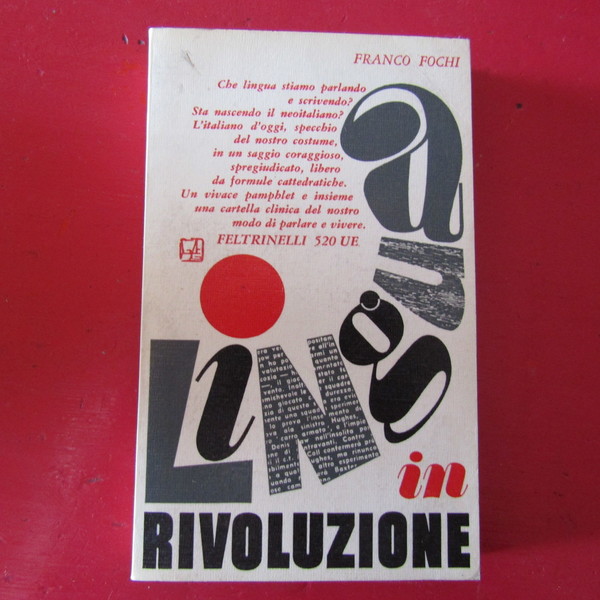 FRANCO FOCHI
Che lingua stiamo parlando
e scrivendo?
Sta nascendo il neoitaliano?
L'italiano d'oggi, specchio
del nostro costume,
in un saggio coraggioso,
spregiudicato, libero
da formule cattedratiche.
Un vivace pamphlet e insieme
una cartella clinica del nostro
modo di parlare e vivere.
FELTRINELLI 520 UE
LiNgua
in
RIVOLUZIONE